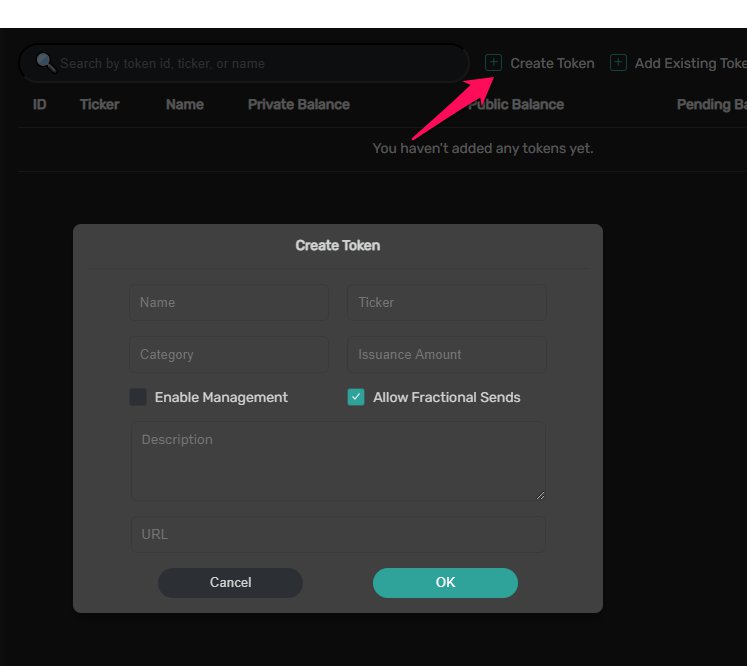 Search by token id, ticker, or name Create Token Add Existing Toke
ID Ticker Name Private Balance Public Balance Pending Ba
You haven't added any tokens yet.
Create Token
Name Ticker
Category Issuance Amount
Enable Management Allow Fractional Sends
Description
URL
Cancel OK